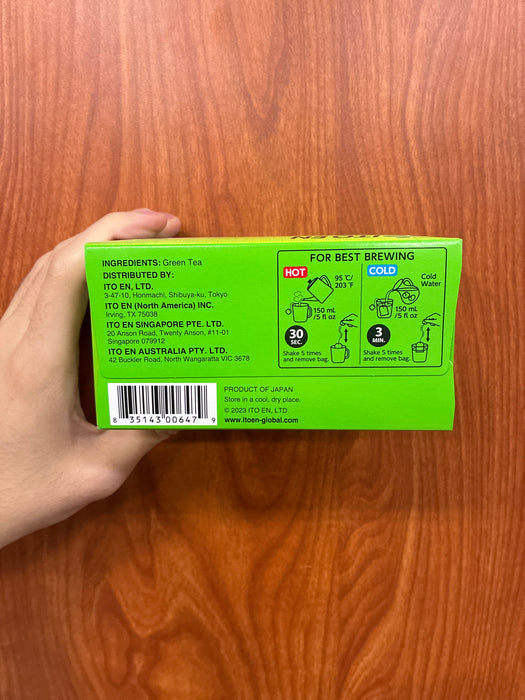 ITO EN
INGREDIENTS: Green Tea
DISTRIBUTED BY:
ITO EN, LTD.
3-47-10, Honmachi, Shibuya-ku, Tokyo
ITO EN (North America) INC.
Irving, TX 75038
ITO EN SINGAPORE PTE. LTD.
20 Anson Road, Twenty Anson, #11-01
Singapore 079912
ITO EN AUSTRALIA PTY. LTD.
42 Buckler Road, North Wangaratta VIC 3678
FOR BEST BREWING
HOT
95 ℃/
203 ℉
150 mL
/5 fl oz
30
SEC.
Shake 5 times
and remove bag.
COLD
Cold
Water
150 mL
/5 fl oz
3
MIN.
Shake 5 times
and remove bag.
8 35143 00647 9
PRODUCT OF JAPAN
Store in a cool, dry place.
© 2023 ITO EN, LTD.
www.itoen-global.com